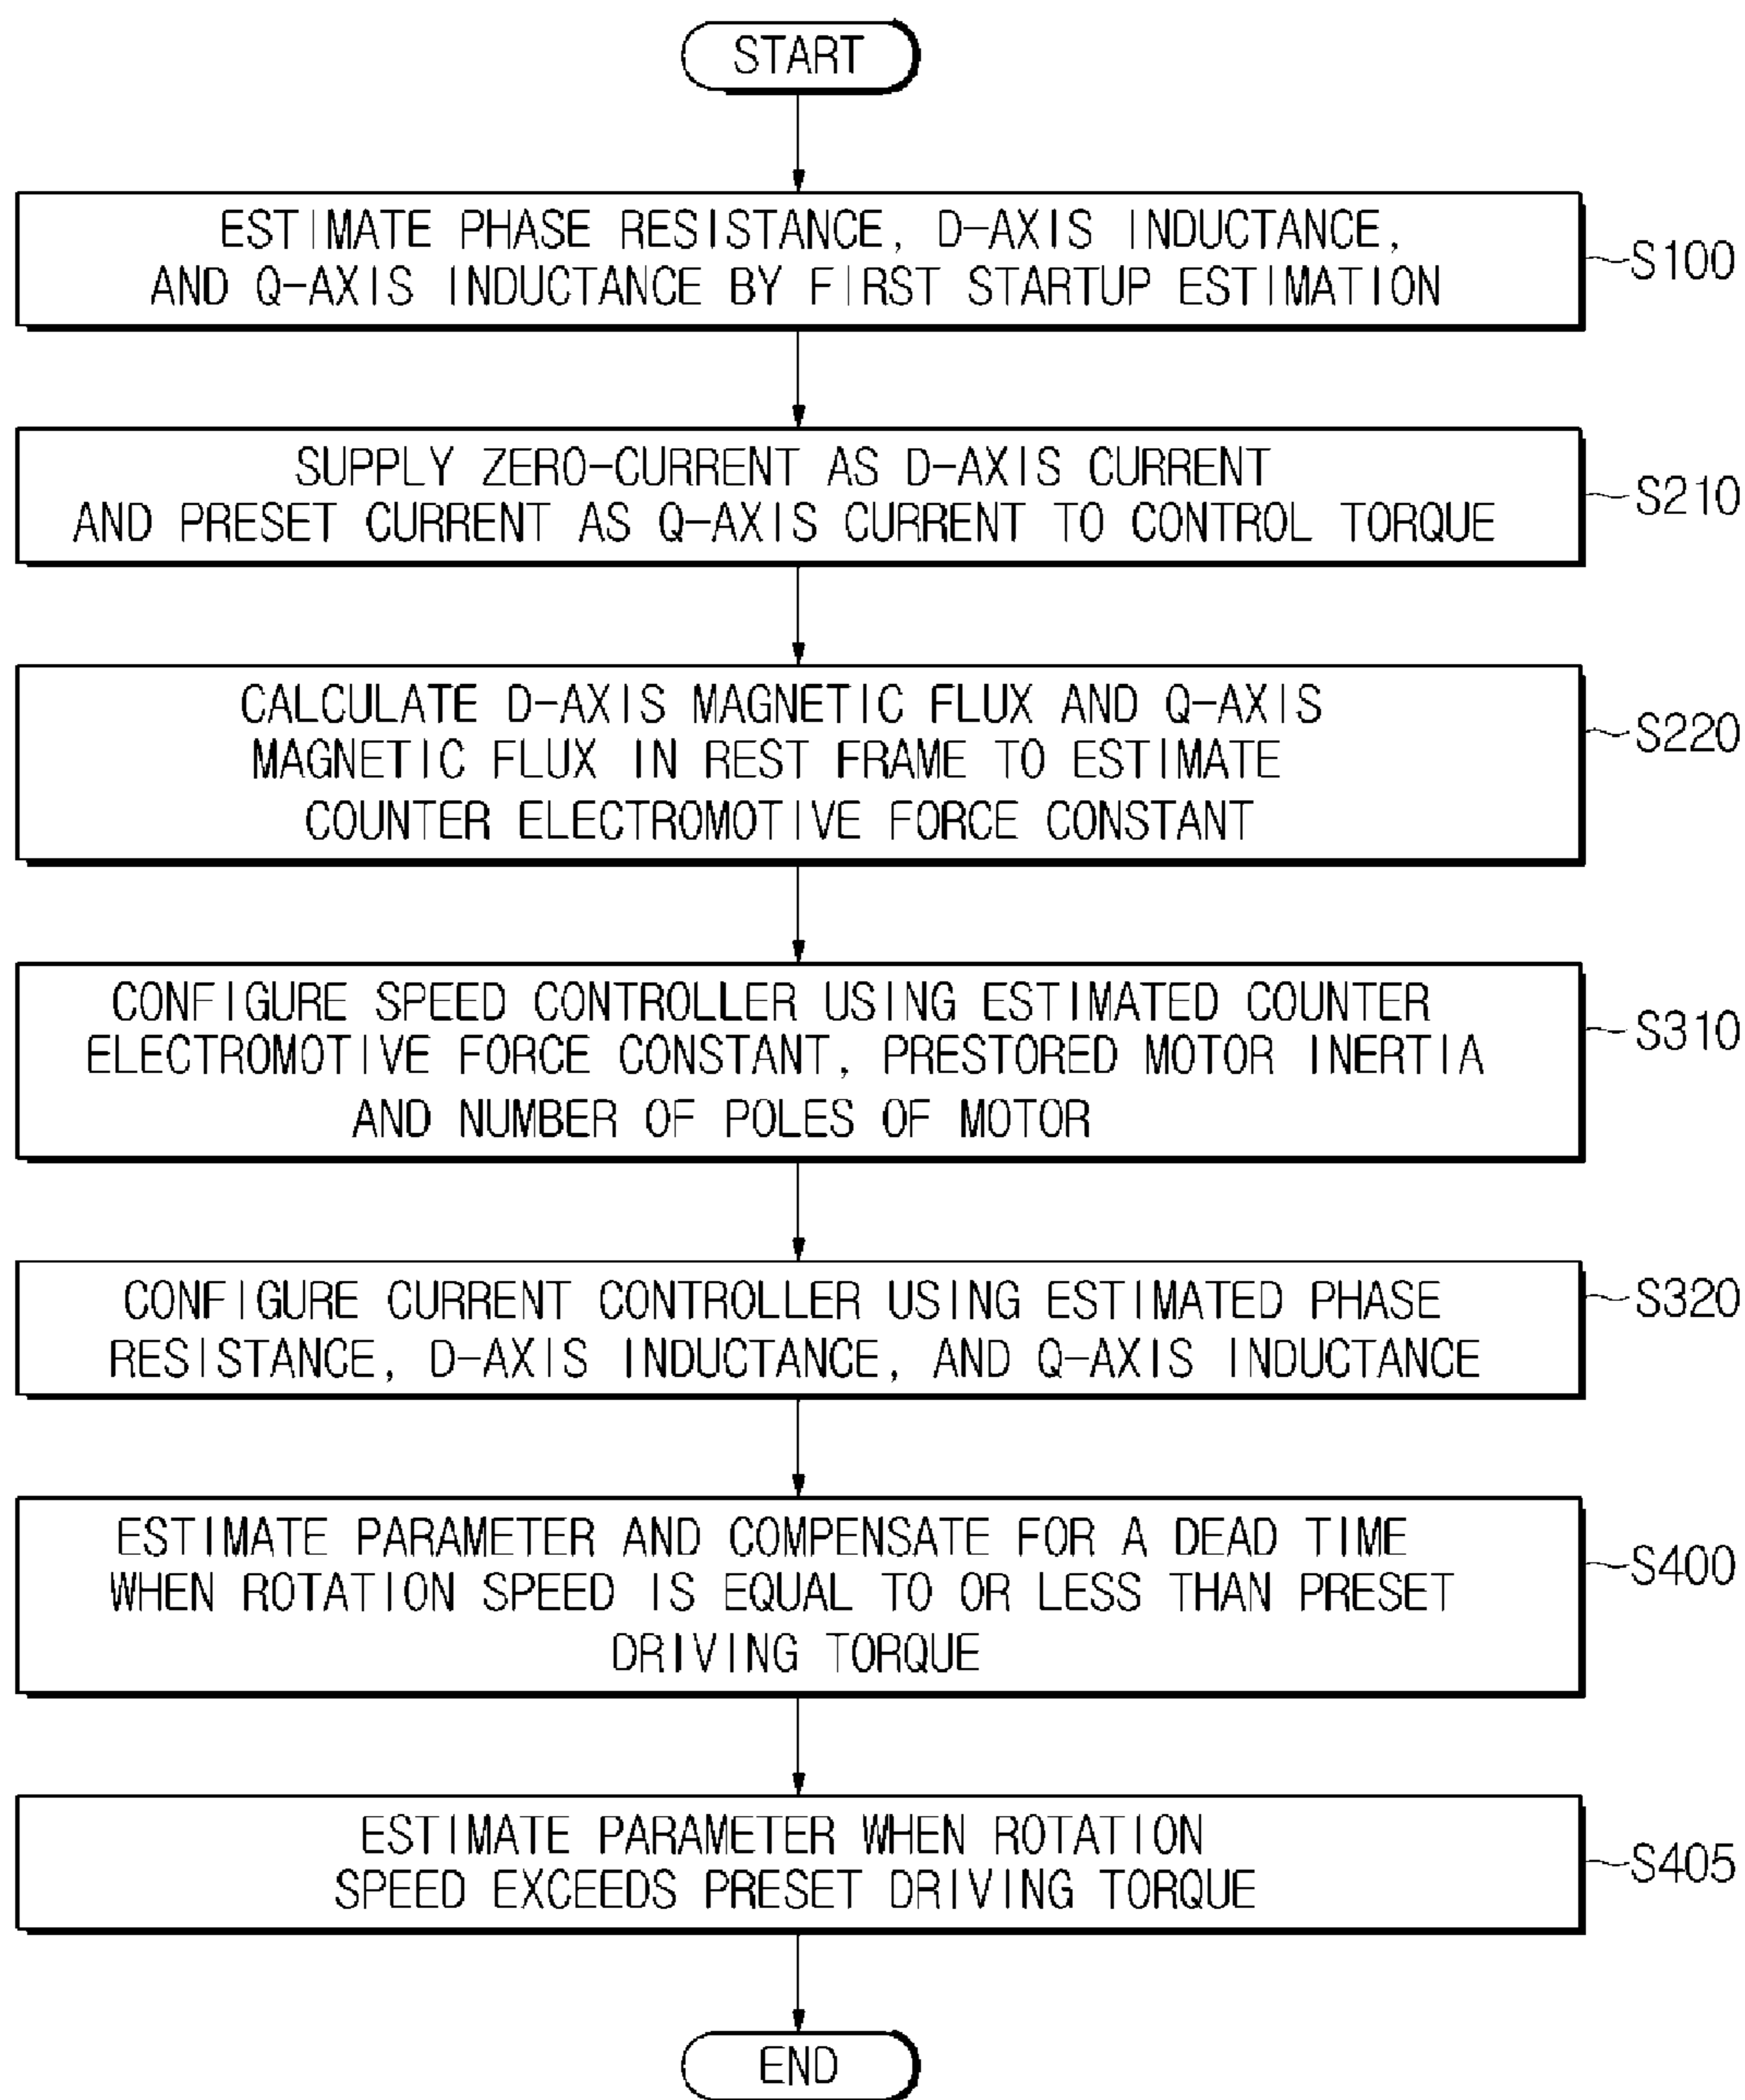 START
ESTIMATE PHASE RESISTANCE, D-AXIS INDUCTANCE,
AND Q-AXIS INDUCTANCE BY FIRST STARTUP ESTIMATION
S100
SUPPLY ZERO-CURRENT AS D-AXIS CURRENT
AND PRESET CURRENT AS Q-AXIS CURRENT TO CONTROL TORQUE
S210
CALCULATE D-AXIS MAGNETIC FLUX AND Q-AXIS
MAGNETIC FLUX IN REST FRAME TO ESTIMATE
COUNTER ELECTROMOTIVE FORCE CONSTANT
S220
CONFIGURE SPEED CONTROLLER USING ESTIMATED COUNTER
ELECTROMOTIVE FORCE CONSTANT, PRESTORED MOTOR INERTIA
AND NUMBER OF POLES OF MOTOR
S310
CONFIGURE CURRENT CONTROLLER USING ESTIMATED PHASE
RESISTANCE, D-AXIS INDUCTANCE, AND Q-AXIS INDUCTANCE
S320
ESTIMATE PARAMETER AND COMPENSATE FOR A DEAD TIME
WHEN ROTATION SPEED IS EQUAL TO OR LESS THAN PRESET
DRIVING TORQUE
S400
ESTIMATE PARAMETER WHEN ROTATION
SPEED EXCEEDS PRESET DRIVING TORQUE
S405
END